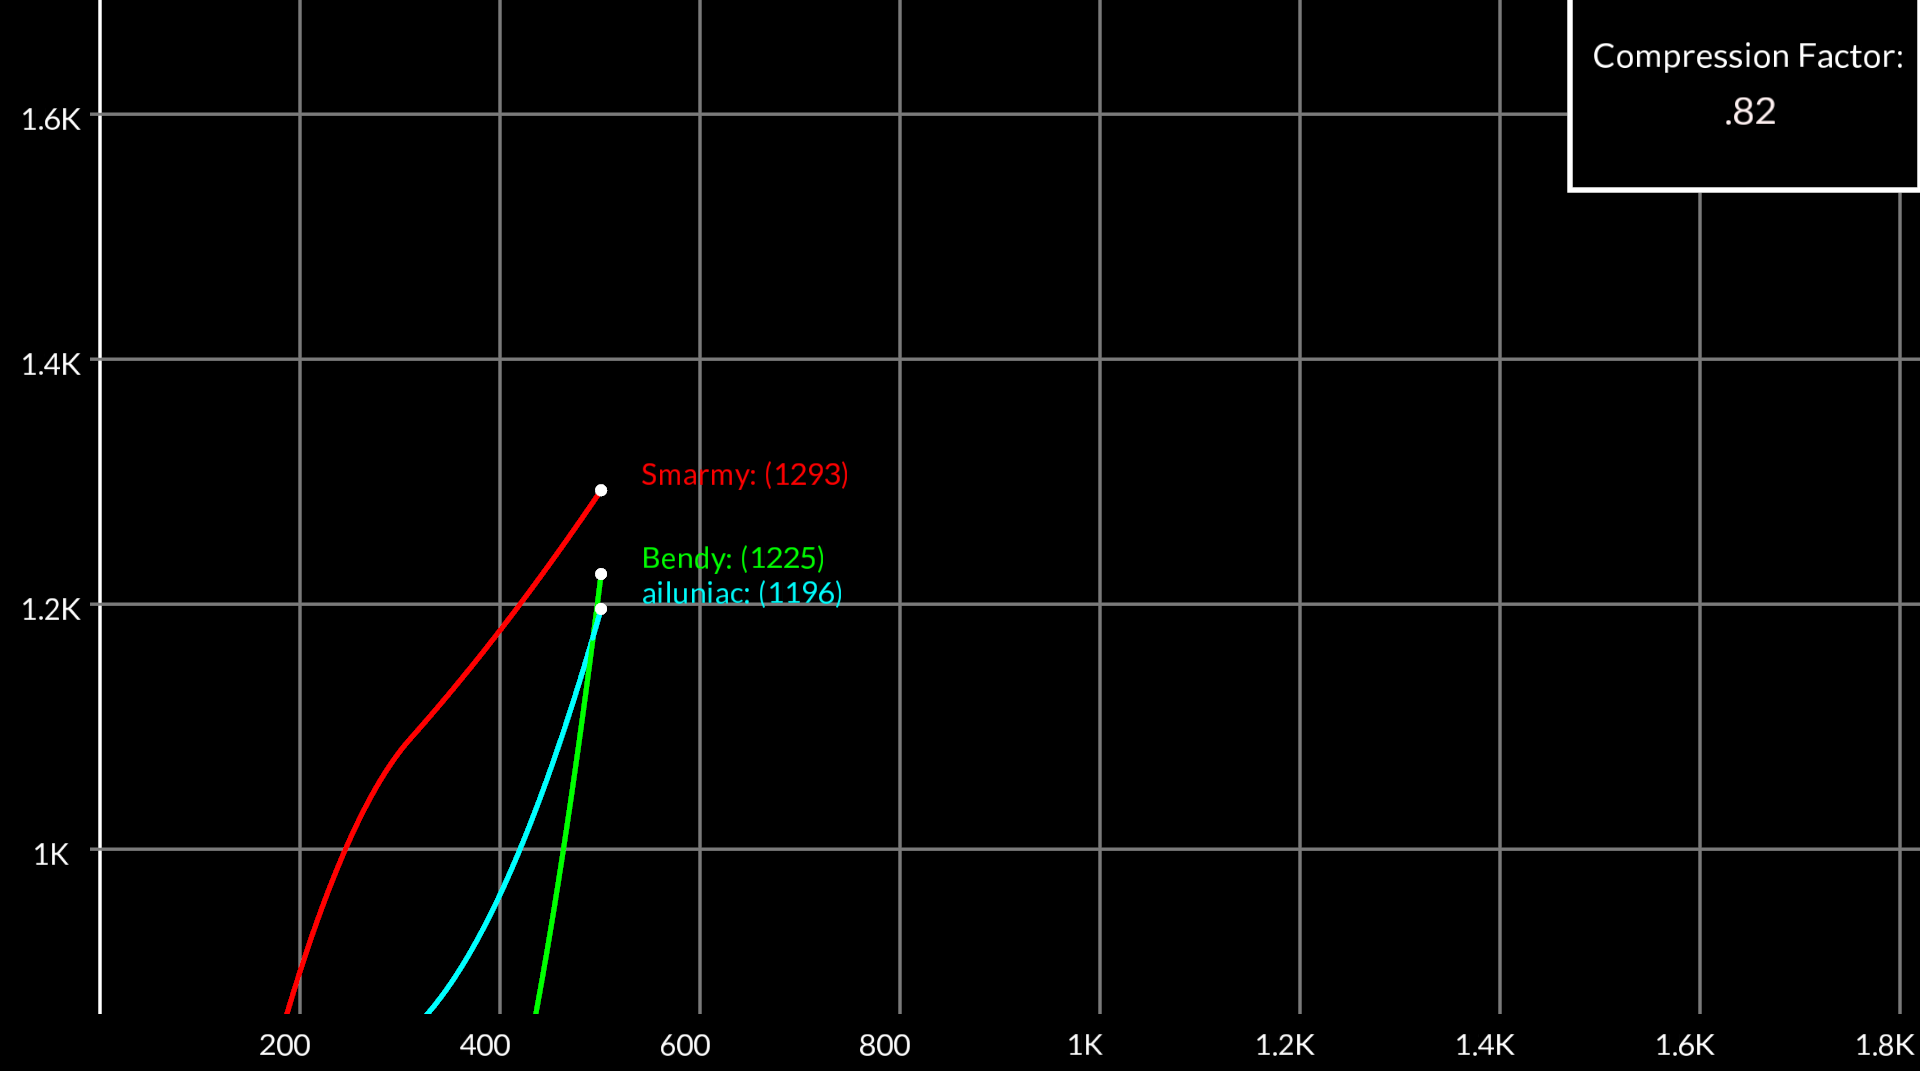 Compression Factor:
.82
1.6K
1.4K
Smarmy: (1293)
Bendy: (1225)
ailuniac: (1196)
1.2K
1K
200 400 600 800 1K 1.2K 1.4K 1.6K 1.8K